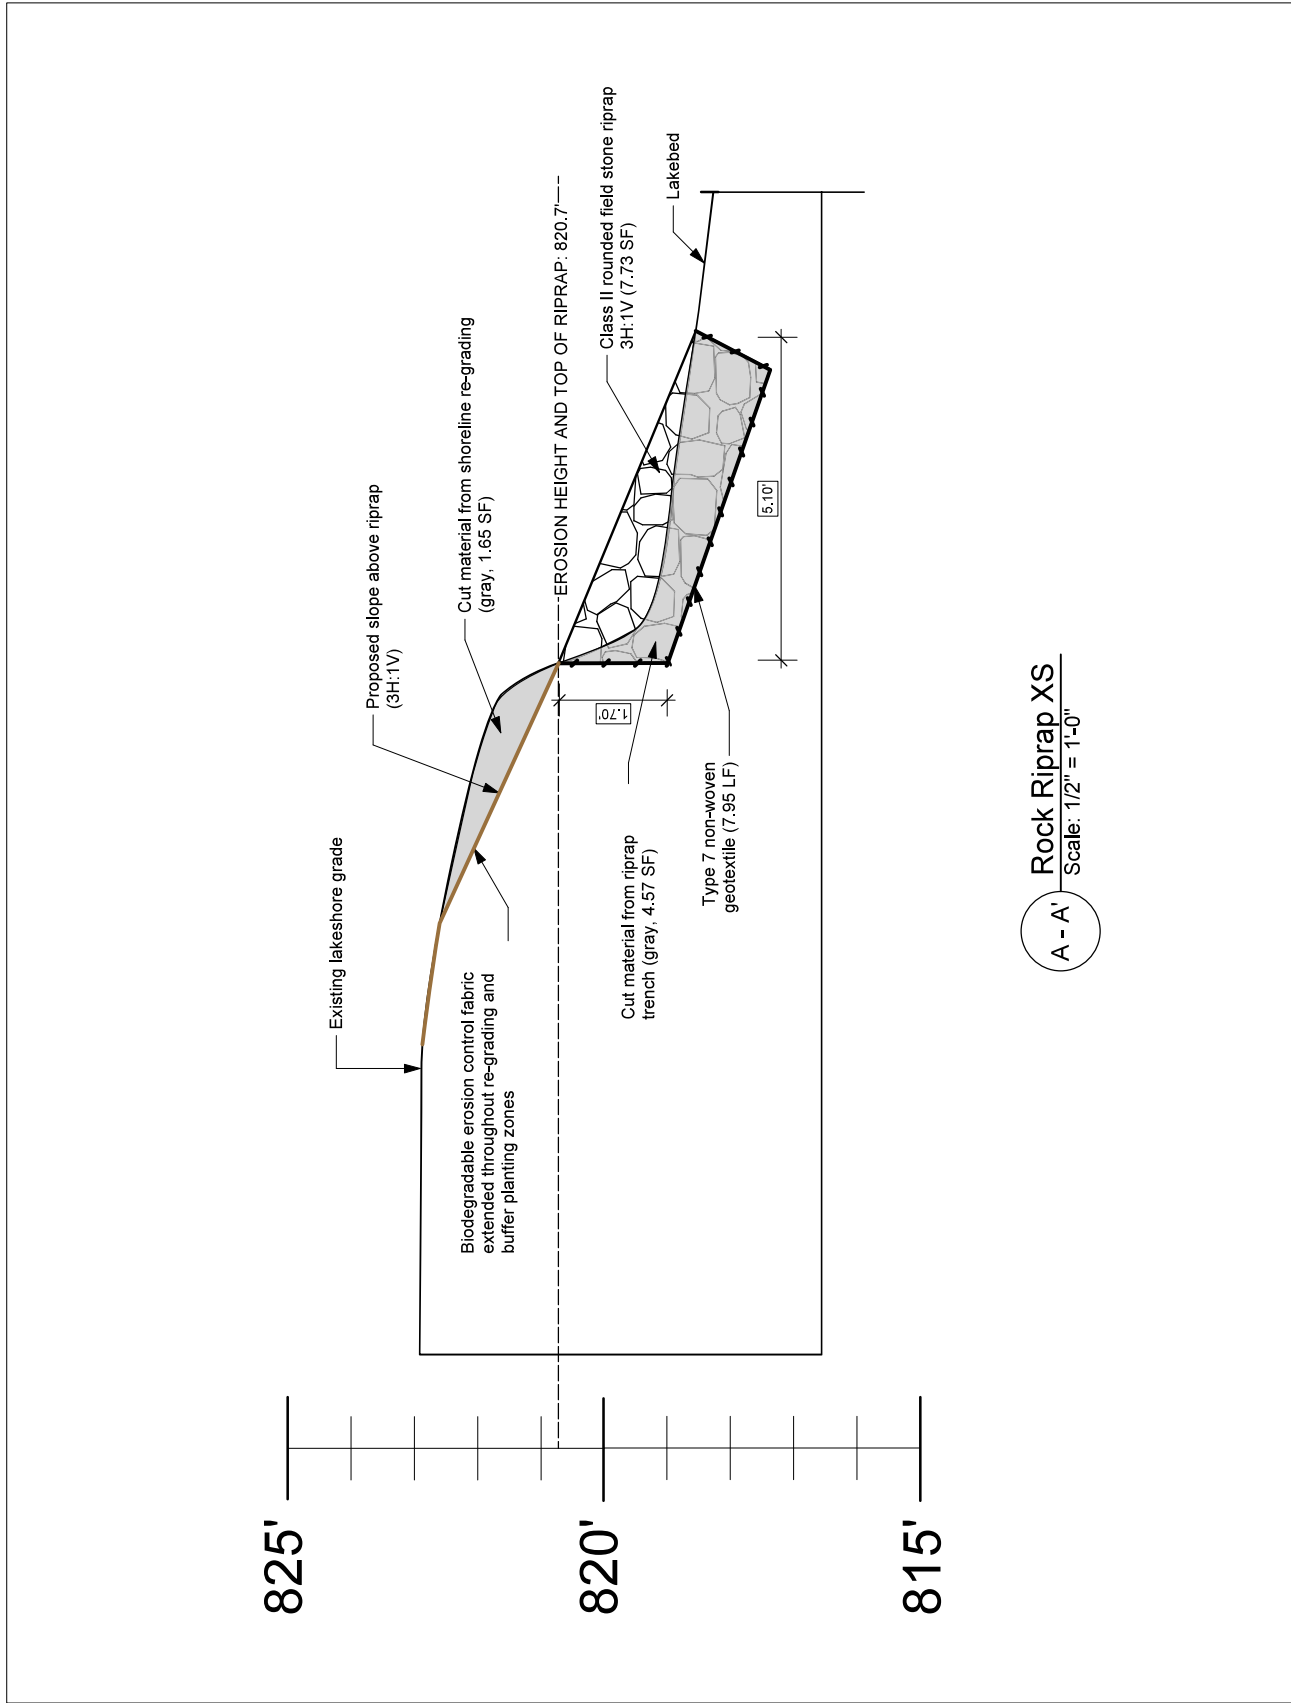 Existing lakeshore grade
Proposed slope above riprap
(3H:1V)
Cut material from shoreline re-grading
(gray, 1.65 SF)
EROSION HEIGHT AND TOP OF RIPRAP: 820.7'
Class II rounded field stone riprap
3H:1V (7.73 SF)
Lakebed
Biodegradable erosion control fabric
extended throughout re-grading and
buffer planting zones
Cut material from riprap
trench (gray, 4.57 SF)
Type 7 non-woven
geotextile (7.95 LF)
1.70'
5.10'
825'
820'
815'
A - A'
Rock Riprap XS
Scale: 1/2" = 1'-0"